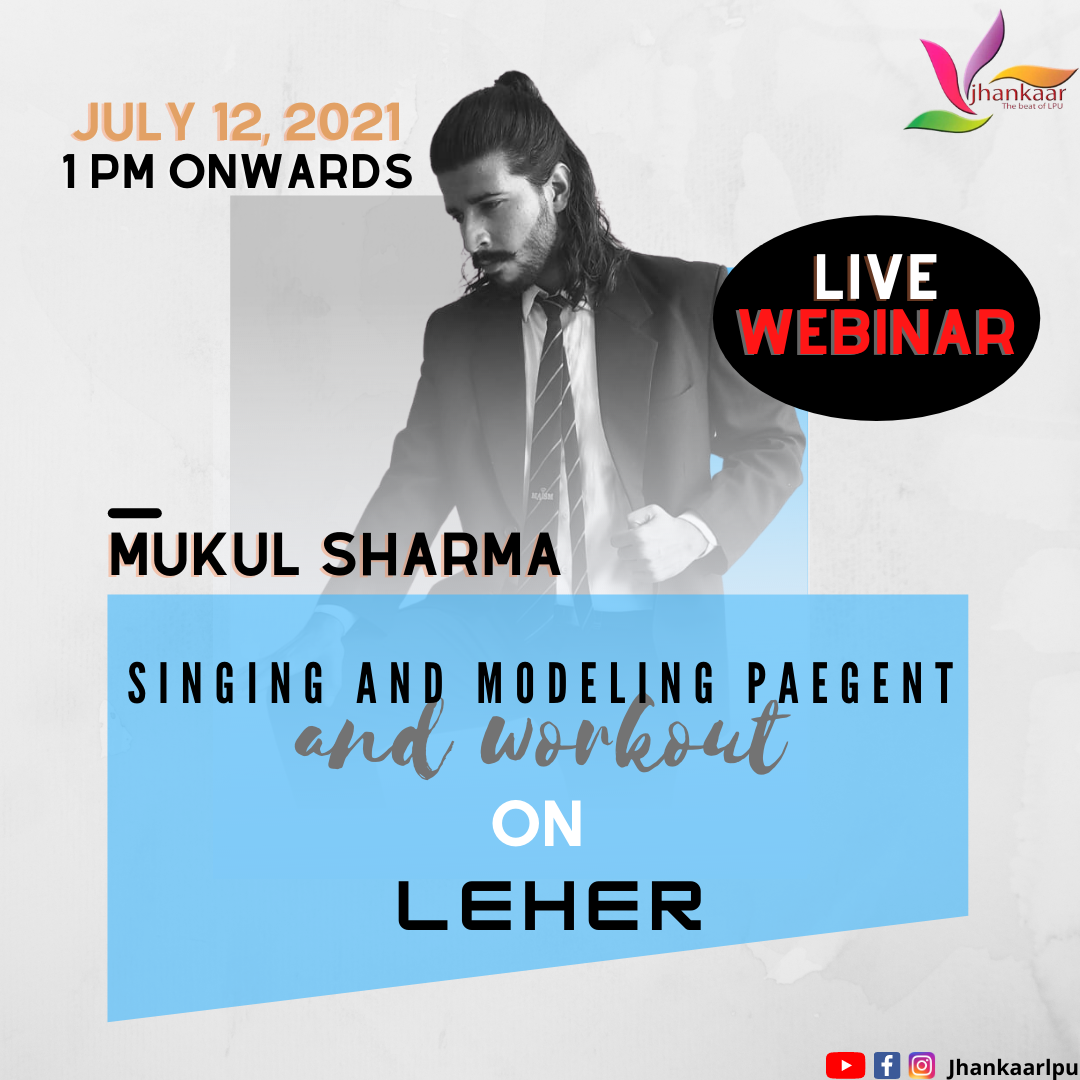 jhankaar
The beat of LPU
JULY 12, 2021
1 PM ONWARDS
LIVE
WEBINAR
MUKUL SHARMA
SINGING AND MODELING PAEGENT
and workout
ON
LEHER
Jhankaarlpu